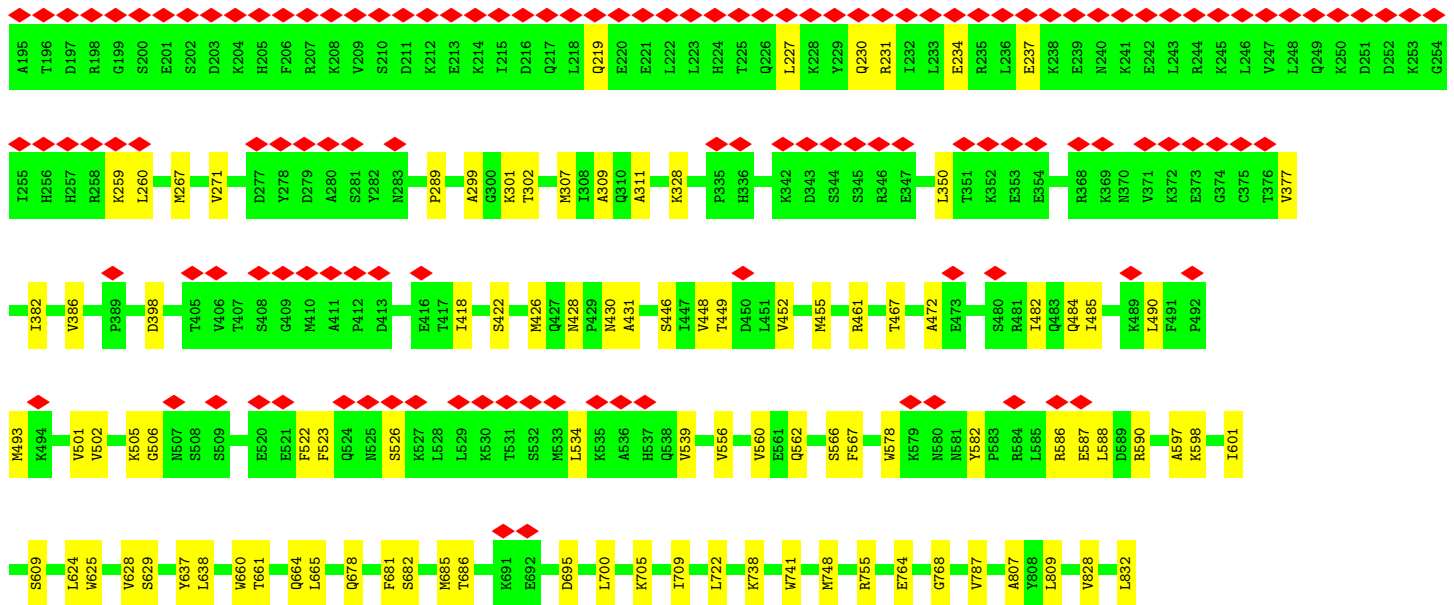 A195 T196 D197 R198 G199 S200 E201 S202 D203 K204 H205 F206 R207 K208 V209 S210 D211 K212 E213 K214 I215 D216 Q217 L218 Q219 E220 E221 L222 L223 H224 T225 Q226 L227 K228 Y229 Q230 R231 I232 L233 E234 R235 L236 E237 K238 E239 N240 K241 E242 L243 R244 K245 L246 V247 L248 Q249 K250 D251 D252 K253 G254
I255 H256 H257 R258 K259 L260 M267 V271 D277 Y278 D279 A280 S281 Y282 N283 P289 A299 G300 K301 T302 M307 I308 A309 Q310 A311 K328 P335 H336 K342 D343 S344 S345 R346 E347 L350 T351 K352 E353 E354 R368 K369 N370 V371 K372 E373 G374 C375 T376 V377
I382 V386 P389 D398 T405 V406 T407 S408 G409 M410 A411 P412 D413 E416 T417 I418 S422 M426 Q427 N428 P429 N430 A431 S446 I447 V448 T449 D450 L451 V452 M455 R461 T467 A472 E473 S480 R481 I482 Q483 Q484 I485 K489 L490 F491 P492
M493 K494 V501 V502 K505 G506 N507 S508 S509 E520 E521 F522 F523 Q524 N525 S526 K527 L528 L529 K530 T531 S532 M533 L534 K535 A536 H537 Q538 V539 V556 V560 E561 Q562 S566 F567 W578 K579 N580 N581 Y582 P583 R584 L585 R586 E587 L588 D589 R590 A597 K598 I601
S609 L624 W625 V628 S629 Y637 L638 W660 T661 Q664 L665 Q678 F681 S682 M685 T686 K691 E692 D695 L700 K705 I709 L722 K738 W741 M748 R755 E764 G768 V787 A807 Y808 L809 V828 L832